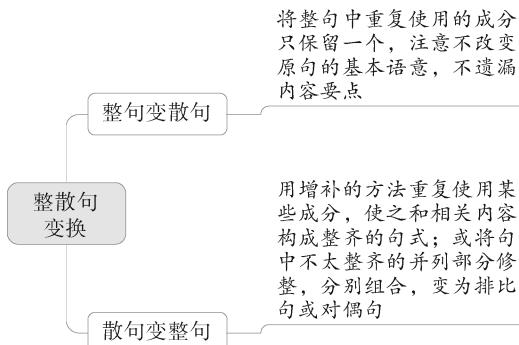 将整句中重复使用的成分
只保留一个，注意不改变
原句的基本语意，不遗漏
内容要点
整句变散句
整散句
变换
用增补的方法重复使用某
些成分，使之和相关内容
构成整齐的句式；或将句
中不太整齐的并列部分修
整，分别组合，变为排比
句或对偶句
散句变整句